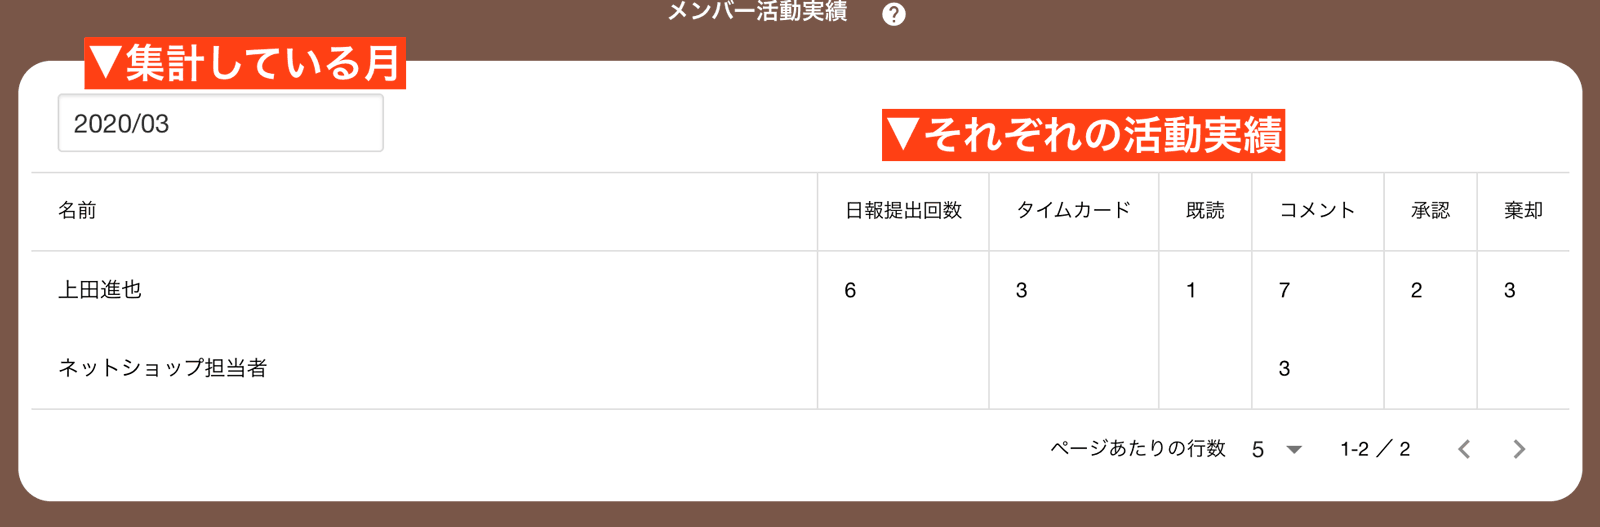 メンバー活動実績 ?
▼集計している月
2020/03
▼それぞれの活動実績
名前 日報提出回数 タイムカード 既読 コメント 承認 棄却
上田進也 6 3 1 7 2 3
ネットショップ担当者 3
ページあたりの行数 5 1-2 ／ 2